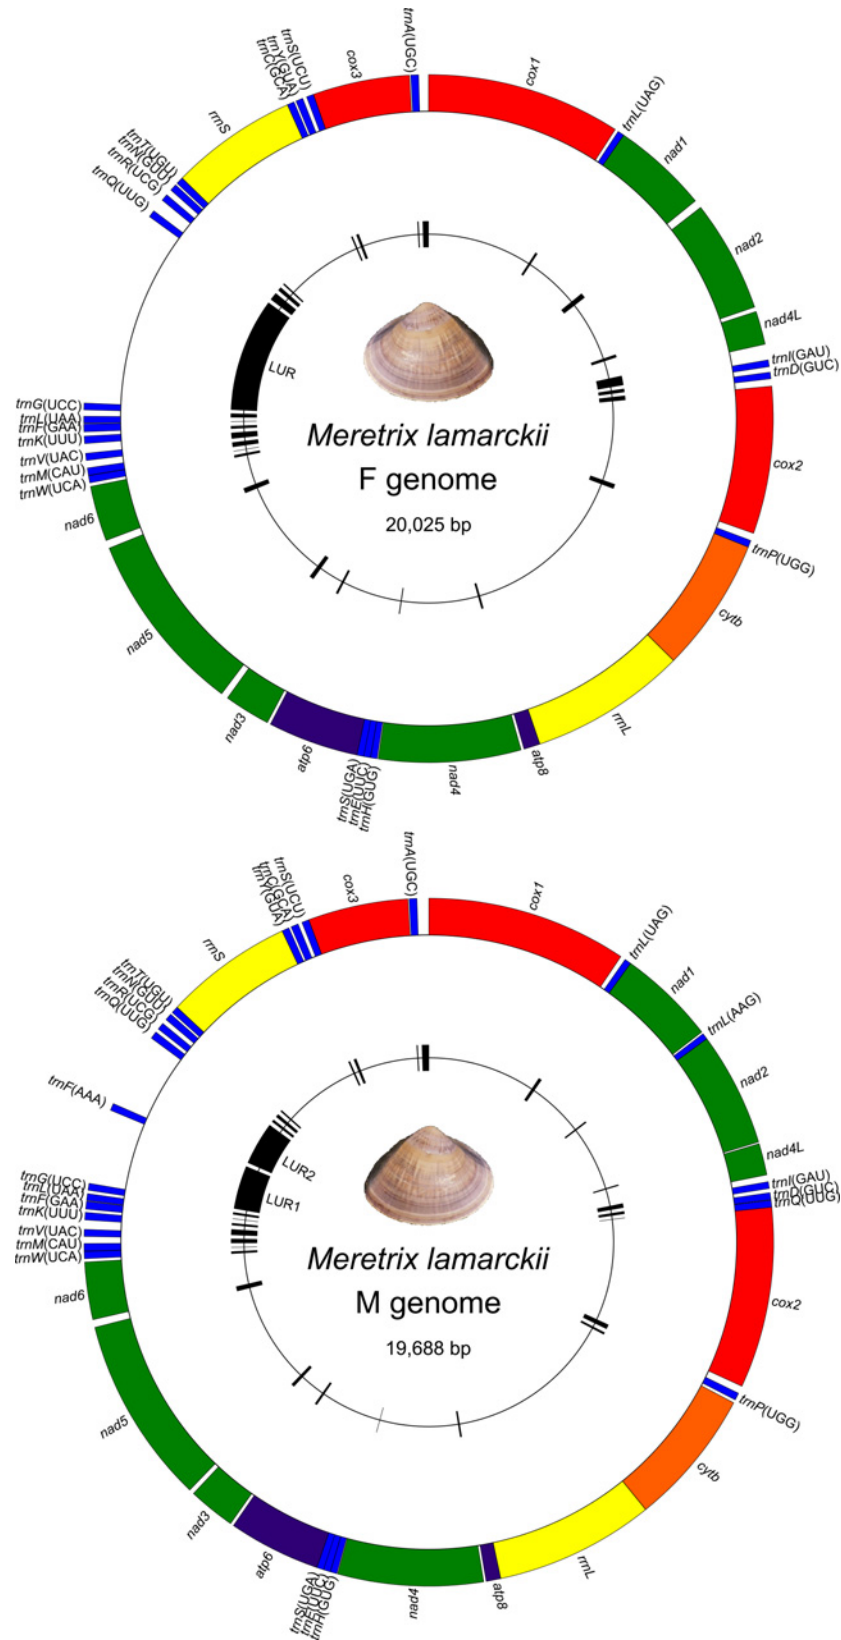 trnA(UGC)
cox1
trnL(UAG)
nad1
nad2
nad4L
trnI(GAU)
trnD(GUC)
cox2
trnP(UGG)
cytb
rrnL
atp8
nad4
trnH(GUG)
trnE(UUC)
trnS(UGA)
atp6
nad3
nad5
nad6
trnW(UCA)
trnM(CAU)
trnV(UAC)
trnK(UUU)
trnF(GAA)
trnL(UAA)
trnG(UCC)
trnQ(UUG)
trnR(UCG)
trnN(GUU)
trnT(UGU)
rrnS
trnC(GCA)
trnY(GUA)
trnS(UCU)
cox3
LUR
Meretrix lamarckii
F genome
20,025 bp
trnA(UGC)
cox1
trnL(UAG)
nad1
trnL(AAG)
nad2
nad4L
trnI(GAU)
trnD(GUC)
trnQ(UUG)
cox2
trnP(UGG)
cytb
rrnL
atp8
nad4
trnH(GUG)
trnE(UUC)
trnS(UGA)
atp6
nad3
nad5
nad6
trnW(UCA)
trnM(CAU)
trnV(UAC)
trnK(UUU)
trnF(GAA)
trnL(UAA)
trnG(UCC)
trnF(AAA)
trnQ(UUG)
trnR(UCG)
trnN(GUU)
trnT(UGU)
rrnS
trnY(GUA)
trnC(GCA)
trnS(UCU)
cox3
LUR2
LUR1
Meretrix lamarckii
M genome
19,688 bp